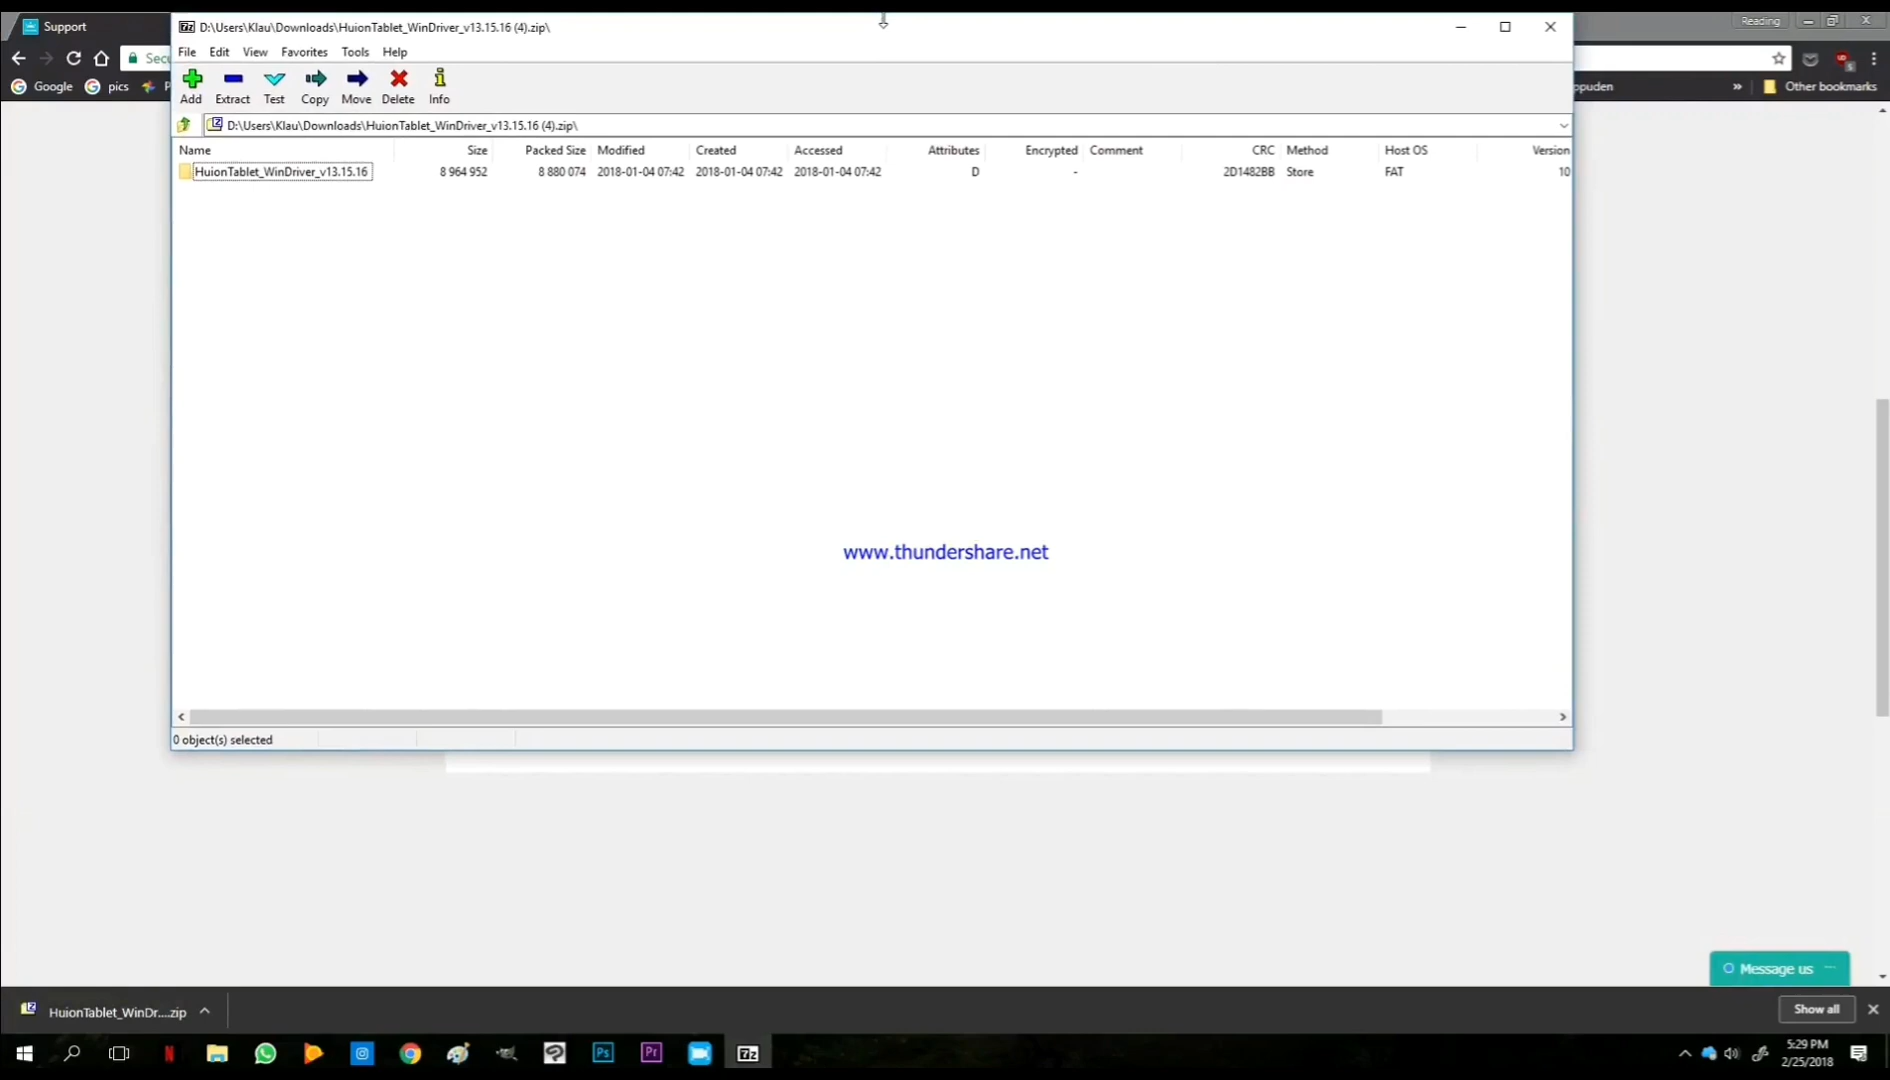 Support
D:\Users\Klau\Downloads\HuionTablet_WinDriver_v13.15.16 (4).zip\
Reading
File Edit View Favorites Tools Help
Google pics
Other bookmarks
Add Extract Test Copy Move Delete Info
D:\Users\Klau\Downloads\HuionTablet_WinDriver_v13.15.16 (4).zip\
Name Size Packed Size Modified Created Accessed Attributes Encrypted Comment CRC Method Host OS Version
HuionTablet_WinDriver_v13.15.16 8 964 952 8 880 074 2018-01-04 07:42 2018-01-04 07:42 2018-01-04 07:42 D - 2D1482BB Store FAT 10
www.thundershare.net
0 object(s) selected
Message us
HuionTablet_WinDr....zip
Show all
5:29 PM
2/25/2018